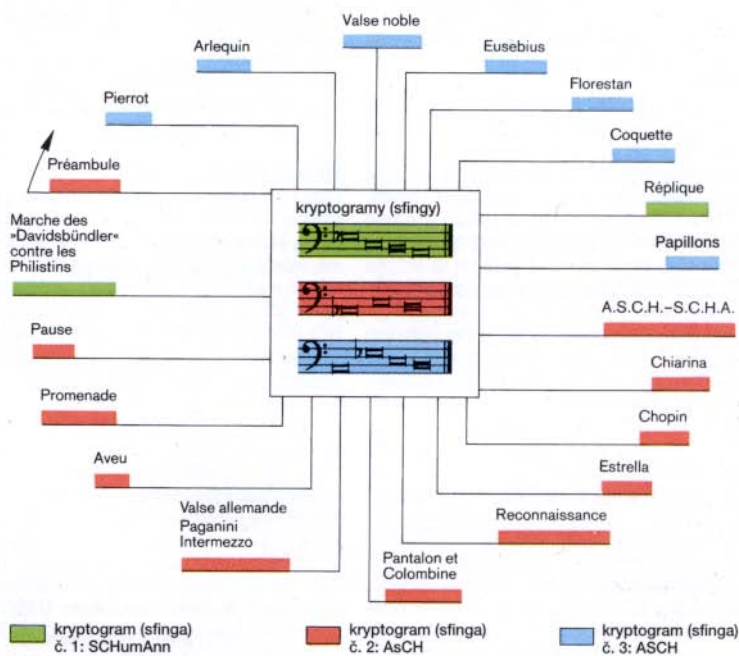 Valse noble
Arlequin
Eusebius
Pierrot
Florestan
Préambule
Coquette
Réplique
Marche des
»Davidsbündler«
contre les
Philistins
kryptogramy (sfingy)
Papillons
A.S.C.H.–S.C.H.A.
Pause
Chiarina
Promenade
Chopin
Aveu
Estrella
Valse allemande
Paganini
Intermezzo
Reconnaissance
Pantalon et
Colombine
kryptogram (sfinga)
č. 1: SCHumAnn
kryptogram (sfinga)
č. 2: AsCH
kryptogram (sfinga)
č. 3: ASCH